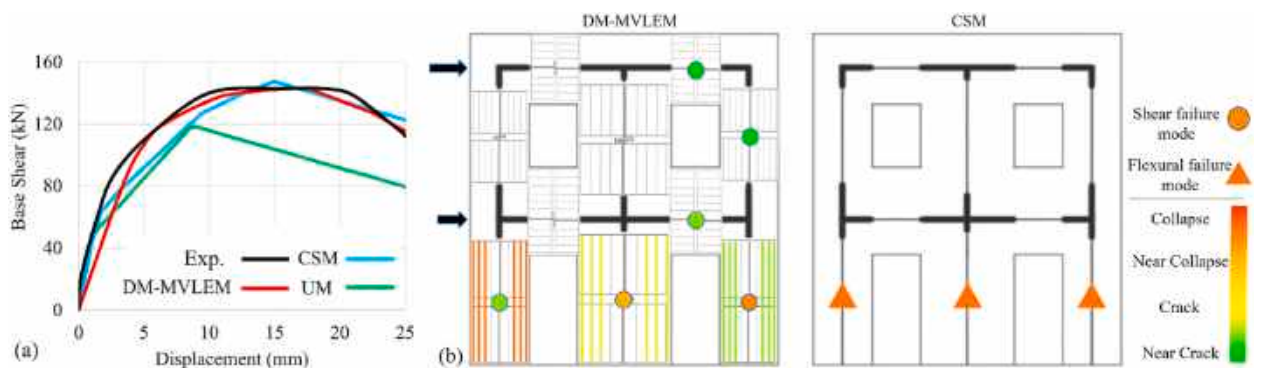 DM-MVLEM
CSM
160
120
80
40
0
Base Shear (kN)
Exp.
CSM
DM-MVLEM
UM
0
5
10
15
20
25
Displacement (mm)
(a)
(b)
Shear failure
mode
Flexural failure
mode
Collapse
Near Collapse
Crack
Near Crack